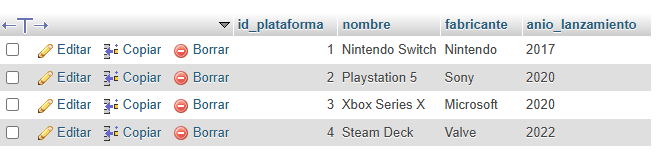 id_plataforma nombre fabricante anio_lanzamiento
Editar Copiar Borrar 1 Nintendo Switch Nintendo 2017
Editar Copiar Borrar 2 Playstation 5 Sony 2020
Editar Copiar Borrar 3 Xbox Series X Microsoft 2020
Editar Copiar Borrar 4 Steam Deck Valve 2022